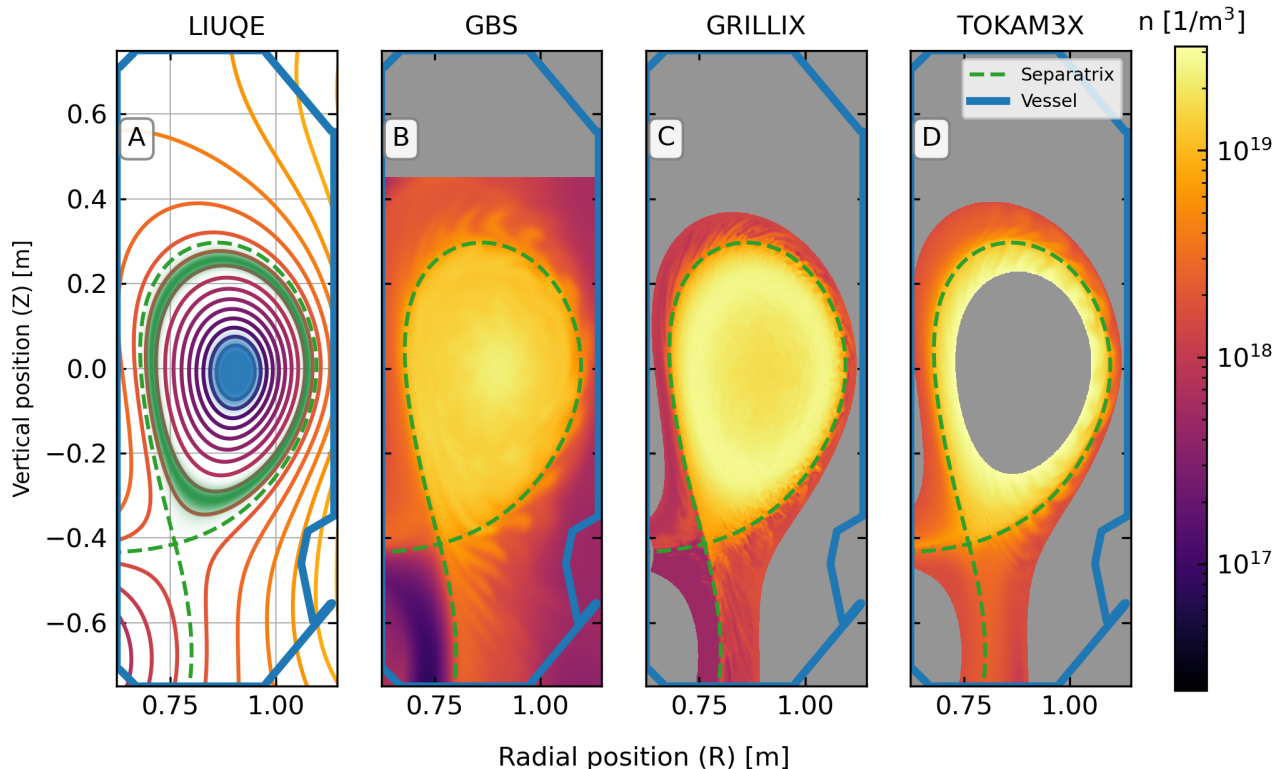 LIUQE GBS GRILLIX TOKAM3X n [1/m³]
Separatrix
Vessel
A B C D
0.6
0.4
0.2
0.0
−0.2
−0.4
−0.6
Vertical position (Z) [m]
10¹⁹
10¹⁸
10¹⁷
0.75 1.00 0.75 1.00 0.75 1.00 0.75 1.00
Radial position (R) [m]